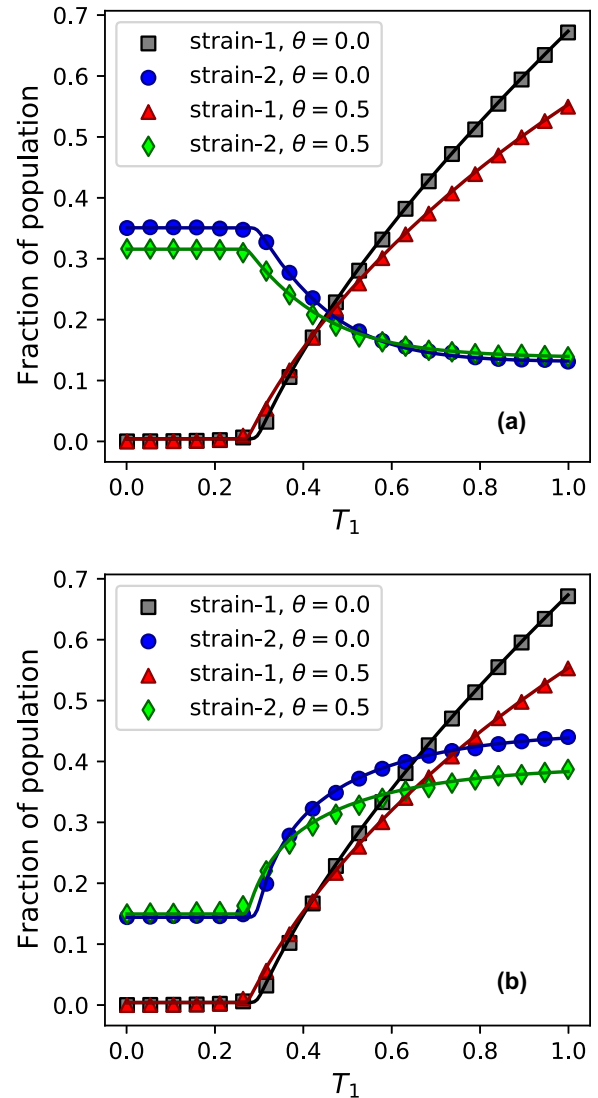 0.7
0.6
0.5
0.4
0.3
0.2
0.1
0.0
Fraction of population
strain-1, θ = 0.0
strain-2, θ = 0.0
strain-1, θ = 0.5
strain-2, θ = 0.5
(a)
0.0 0.2 0.4 0.6 0.8 1.0
T₁
0.7
0.6
0.5
0.4
0.3
0.2
0.1
0.0
Fraction of population
strain-1, θ = 0.0
strain-2, θ = 0.0
strain-1, θ = 0.5
strain-2, θ = 0.5
(b)
0.0 0.2 0.4 0.6 0.8 1.0
T₁